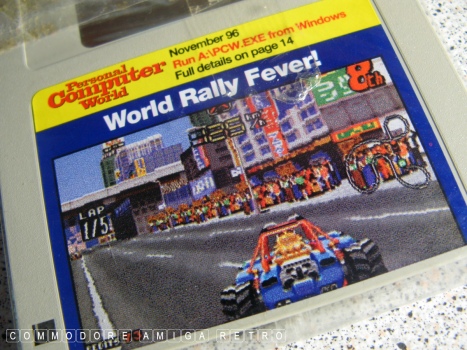 Personal
Computer
World
November 96
Run A:\PCW.EXE from Windows
Full details on page 14
World Rally Fever!
8th
LAP
1/5
COMMODORE AMIGA RETRO